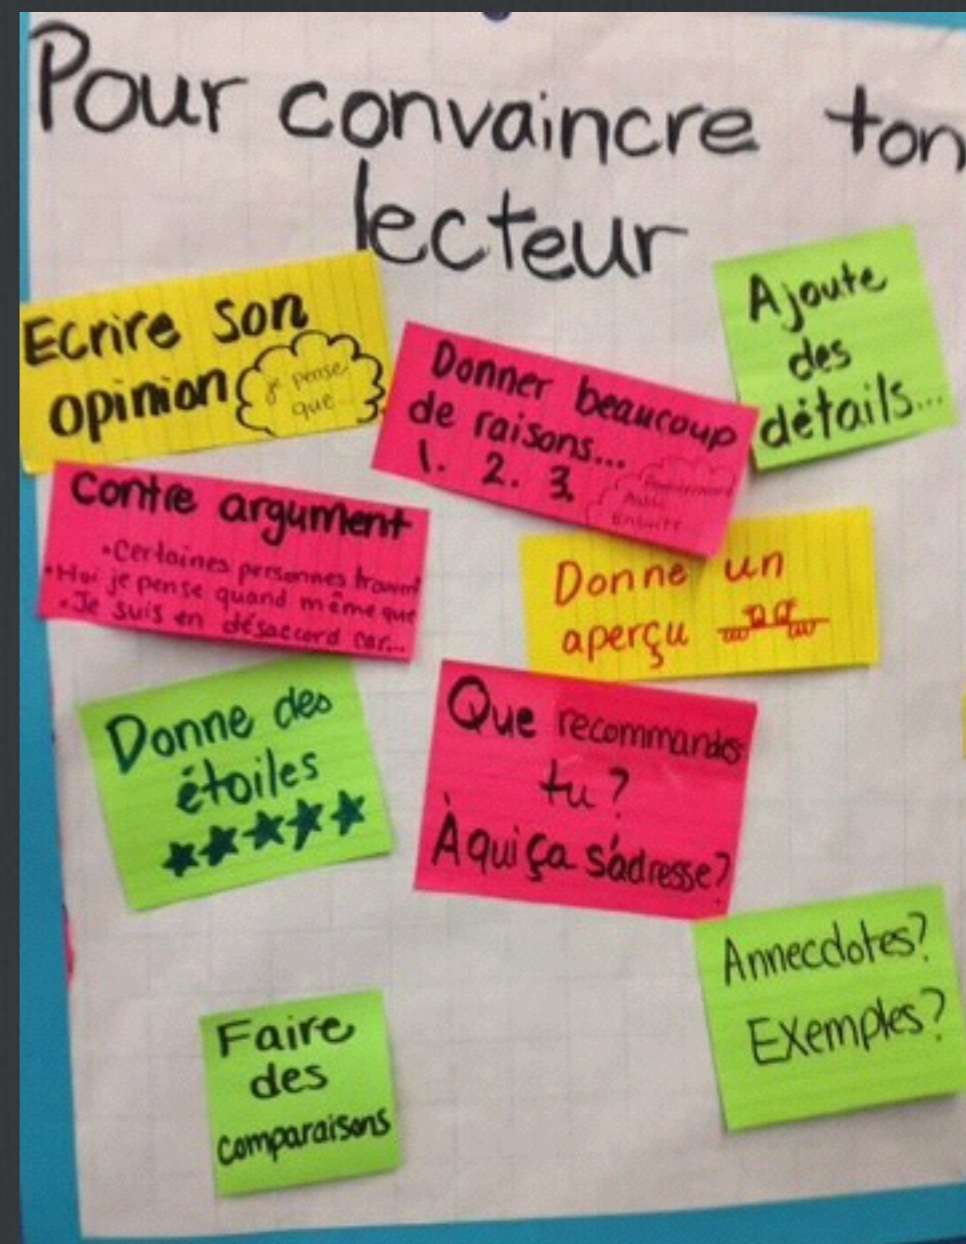 Pour convaincre ton
lecteur
Ecrire son
opinion
je pense
que...
Donner beaucoup
de raisons...
1. 2. 3.
Aussi
Ensuite
Ajoute
des
détails...
Contre argument
•Certaines personnes trouvent
•Moi je pense quand même que
•Je suis en désaccord car...
Donne un
aperçu
Donne des
étoiles
Que recommandes
tu?
À qui ça s'adresse?
Annecdotes?
Exemples?
Faire
des
comparaisons